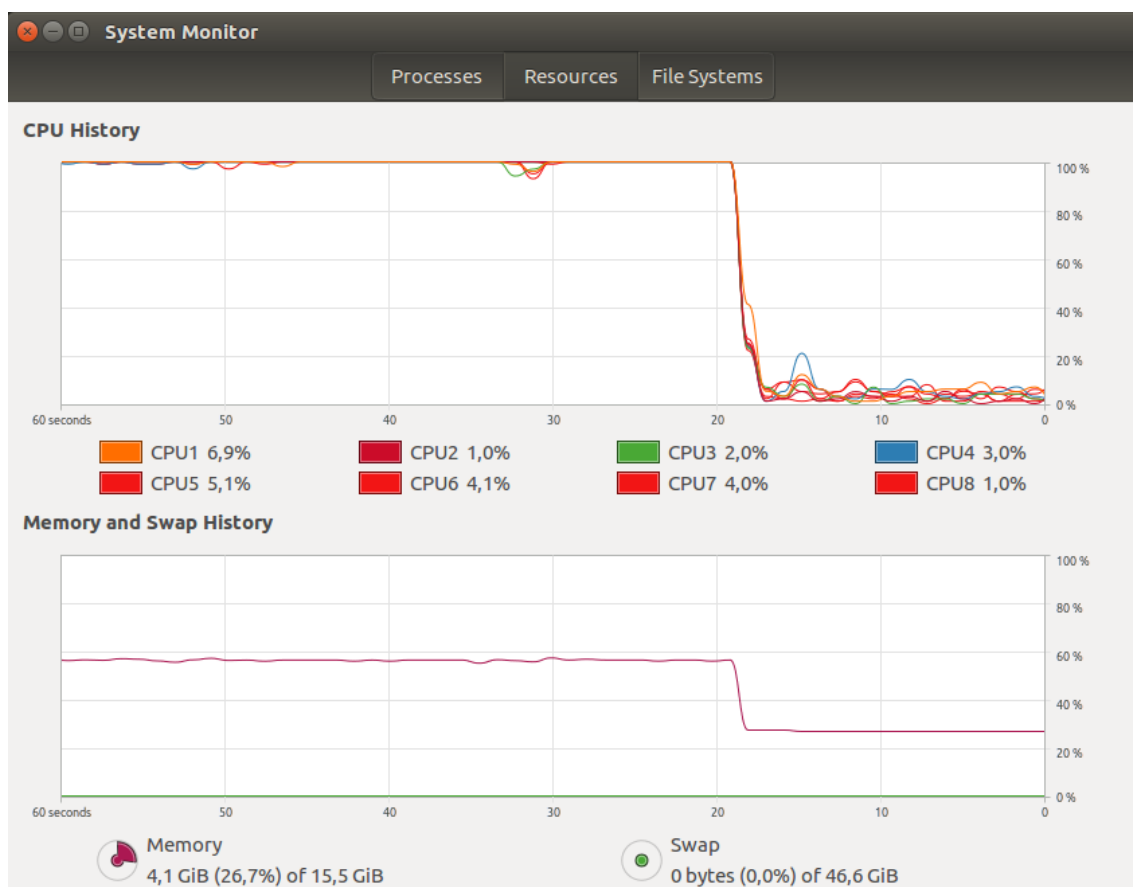 System Monitor
Processes Resources File Systems
CPU History
100 %
80 %
60 %
40 %
20 %
0 %
60 seconds 50 40 30 20 10 0
CPU1 6,9% CPU2 1,0% CPU3 2,0% CPU4 3,0%
CPU5 5,1% CPU6 4,1% CPU7 4,0% CPU8 1,0%
Memory and Swap History
100 %
80 %
60 %
40 %
20 %
0 %
60 seconds 50 40 30 20 10 0
Memory Swap
4,1 GiB (26,7%) of 15,5 GiB 0 bytes (0,0%) of 46,6 GiB